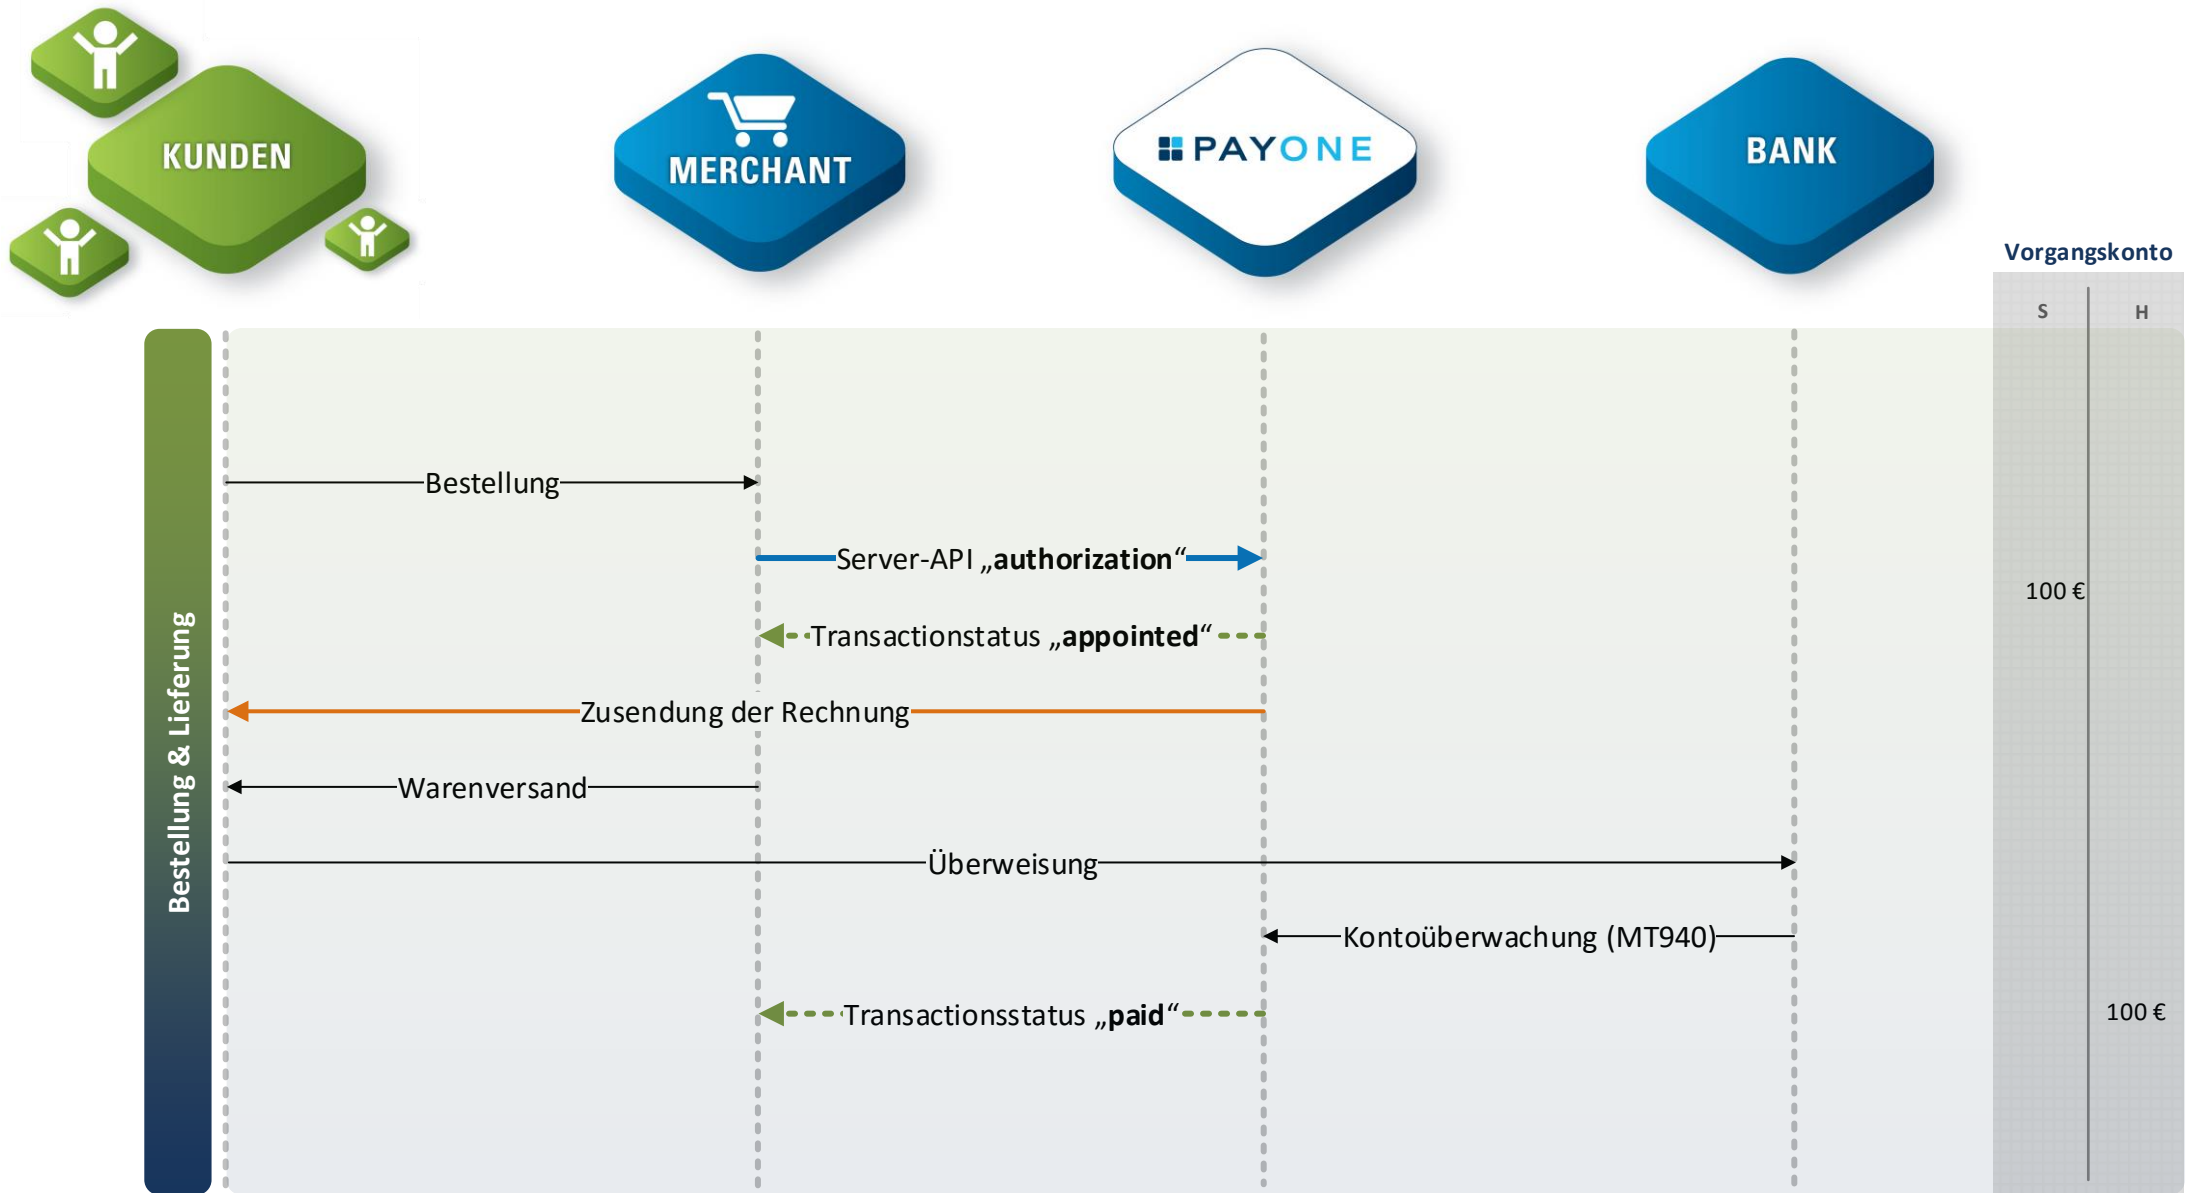 KUNDEN
MERCHANT
PAYONE
BANK
Vorgangskonto
S
H
Bestellung & Lieferung
Bestellung
Server-API „authorization“
100 €
Transactionstatus „appointed“
Zusendung der Rechnung
Warenversand
Überweisung
Kontoüberwachung (MT940)
Transactionsstatus „paid“
100 €